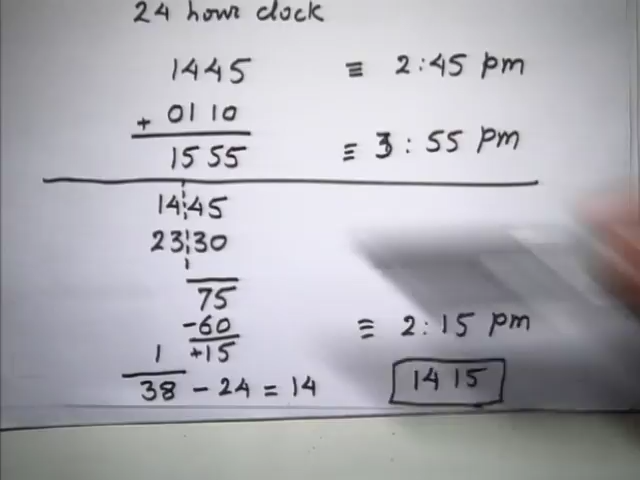 24 hour clock
1445 ≡ 2:45 pm
+ 0110
1555 ≡ 3:55 pm
14:45
23:30
75
-60 ≡ 2:15 pm
1 +15
38 - 24 = 14 1415